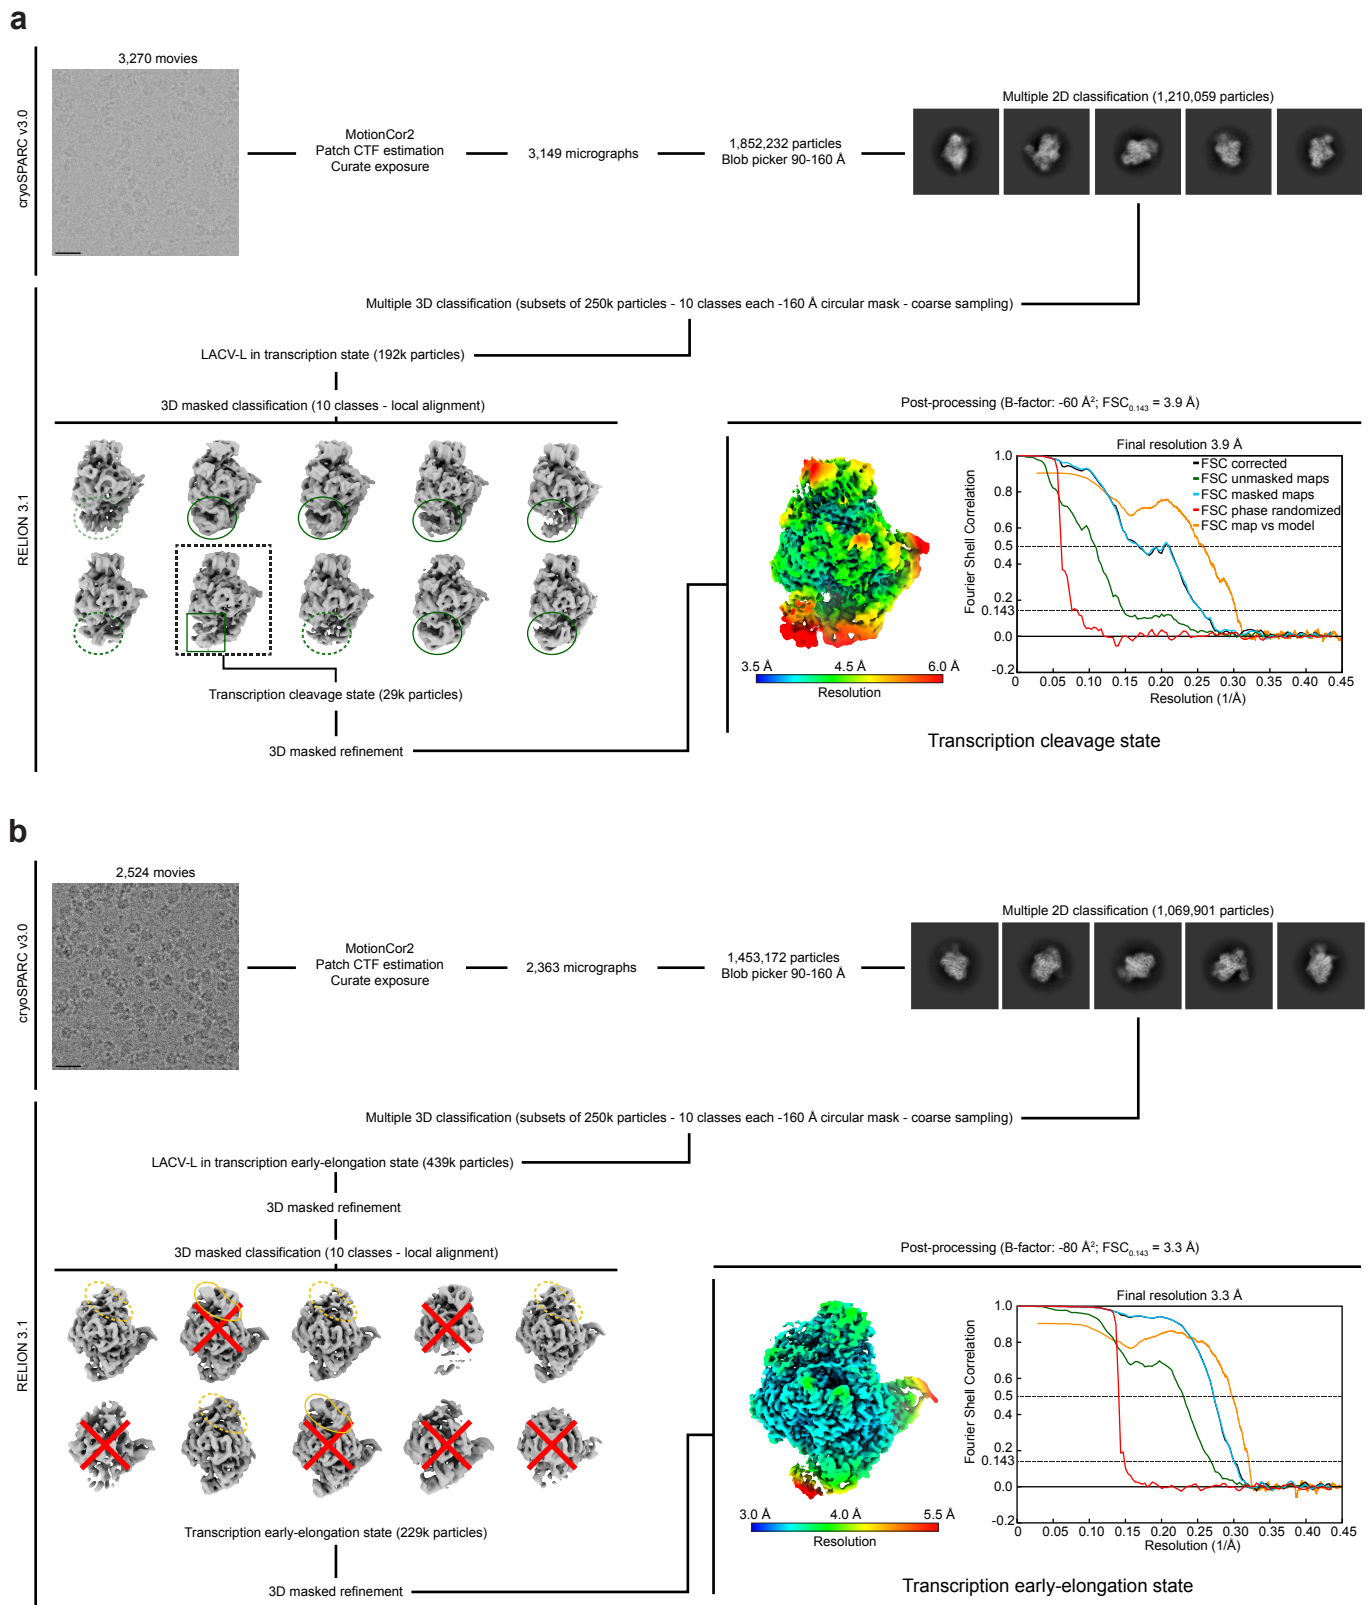 a
cryoSPARC v3.0
3,270 movies
MotionCor2
Patch CTF estimation
Curate exposure
3,149 micrographs
1,852,232 particles
Blob picker 90-160 Å
Multiple 2D classification (1,210,059 particles)
RELION 3.1
Multiple 3D classification (subsets of 250k particles - 10 classes each -160 Å circular mask - coarse sampling)
LACV-L in transcription state (192k particles)
3D masked classification (10 classes - local alignment)
Transcription cleavage state (29k particles)
3D masked refinement
Post-processing (B-factor: -60 Å²; FSC0.143 = 3.9 Å)
3.5 Å 4.5 Å 6.0 Å
Resolution
Final resolution 3.9 Å
FSC corrected
FSC unmasked maps
FSC masked maps
FSC phase randomized
FSC map vs model
Fourier Shell Correlation
1.0
0.8
0.5
0.4
0.2
0.143
0.0
-0.2
0 0.05 0.10 0.15 0.20 0.25 0.30 0.35 0.40 0.45
Resolution (1/Å)
Transcription cleavage state
b
cryoSPARC v3.0
2,524 movies
MotionCor2
Patch CTF estimation
Curate exposure
2,363 micrographs
1,453,172 particles
Blob picker 90-160 Å
Multiple 2D classification (1,069,901 particles)
RELION 3.1
Multiple 3D classification (subsets of 250k particles - 10 classes each -160 Å circular mask - coarse sampling)
LACV-L in transcription early-elongation state (439k particles)
3D masked refinement
3D masked classification (10 classes - local alignment)
Transcription early-elongation state (229k particles)
3D masked refinement
Post-processing (B-factor: -80 Å²; FSC0.143 = 3.3 Å)
3.0 Å 4.0 Å 5.5 Å
Resolution
Final resolution 3.3 Å
Fourier Shell Correlation
1.0
0.8
0.5
0.4
0.2
0.143
0.0
-0.2
0 0.05 0.10 0.15 0.20 0.25 0.30 0.35 0.40 0.45
Resolution (1/Å)
Transcription early-elongation state